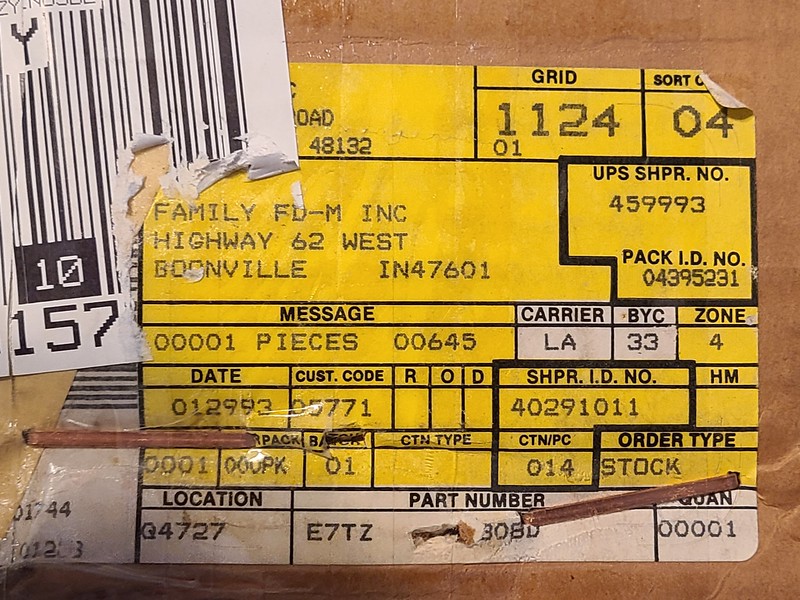 Y
10
157
GRID
1124
01
04
OAD
48132
UPS SHPR. NO.
459993
PACK I.D. NO.
04395231
FAMILY FD-M INC
HIGHWAY 62 WEST
BOONVILLE IN47601
MESSAGE CARRIER BYC ZONE
00001 PIECES 00645 LA 33 4
DATE CUST. CODE R O D SHPR. I.D. NO. HM
012993 05771 40291011
CTN TYPE CTN/PC ORDER TYPE
0001 000PK 01 014 STOCK
LOCATION PART NUMBER QUAN
Q4727 E7TZ 00001